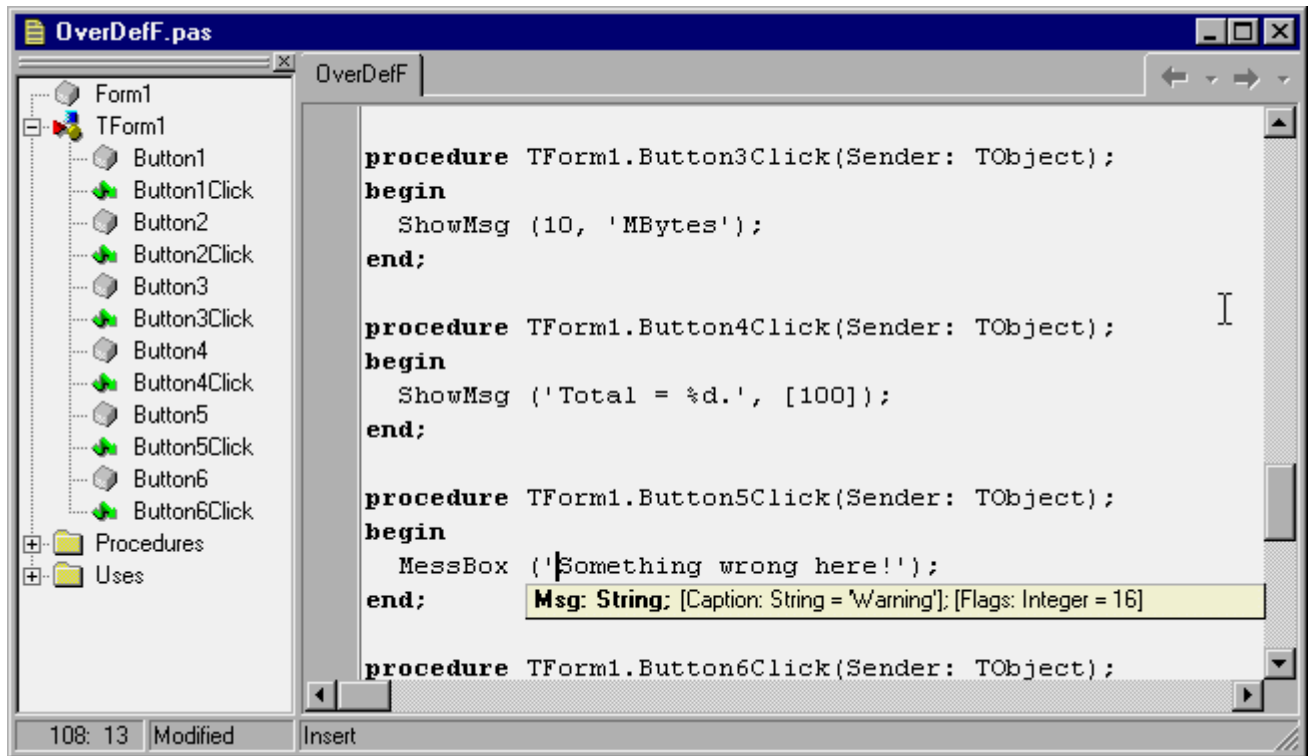 OverDefF.pas
Form1
TForm1
Button1
Button1Click
Button2
Button2Click
Button3
Button3Click
Button4
Button4Click
Button5
Button5Click
Button6
Button6Click
Procedures
Uses
OverDefF
procedure TForm1.Button3Click(Sender: TObject);
begin
  ShowMsg (10, 'MBytes');
end;
procedure TForm1.Button4Click(Sender: TObject);
begin
  ShowMsg ('Total = %d.', [100]);
end;
procedure TForm1.Button5Click(Sender: TObject);
begin
  MessBox ('Something wrong here!');
end;
Msg: String; [Caption: String = 'Warning']; [Flags: Integer = 16]
procedure TForm1.Button6Click(Sender: TObject);
108: 13 Modified Insert